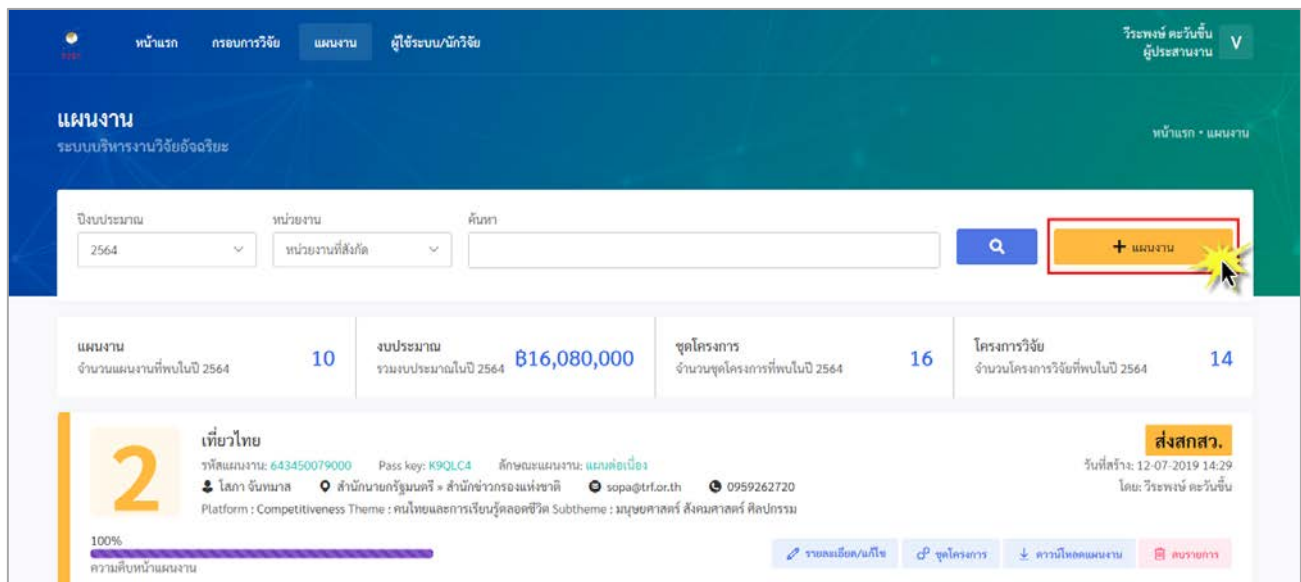 หน้าแรก กรอบการวิจัย แผนงาน ผู้ใช้ระบบ/นักวิจัย
วีระพงษ์ ตะวันขึ้น
ผู้ประสานงาน
V
แผนงาน
ระบบบริหารงานวิจัยอัจฉริยะ
หน้าแรก • แผนงาน
ปีงบประมาณ หน่วยงาน ค้นหา
2564 หน่วยงานที่สังกัด + แผนงาน
แผนงาน
จำนวนแผนงานที่พบในปี 2564
10
งบประมาณ
รวมงบประมาณในปี 2564
฿16,080,000
ชุดโครงการ
จำนวนชุดโครงการที่พบในปี 2564
16
โครงการวิจัย
จำนวนโครงการวิจัยที่พบในปี 2564
14
2
เที่ยวไทย
รหัสแผนงาน: 643450079000 Pass key: K9QLC4 ลักษณะแผนงาน: แผนต่อเนื่อง
โสภา จันทมาส สำนักนายกรัฐมนตรี » สำนักข่าวกรองแห่งชาติ sopa@trf.or.th 0959262720
Platform : Competitiveness Theme : คนไทยและการเรียนรู้ตลอดชีวิต Subtheme : มนุษยศาสตร์ สังคมศาสตร์ ศิลปกรรม
ส่งสกสว.
วันที่สร้าง: 12-07-2019 14:29
โดย: วีระพงษ์ ตะวันขึ้น
100%
ความคืบหน้าแผนงาน
รายละเอียด/แก้ไข ชุดโครงการ ดาวน์โหลดแผนงาน ลบรายการ